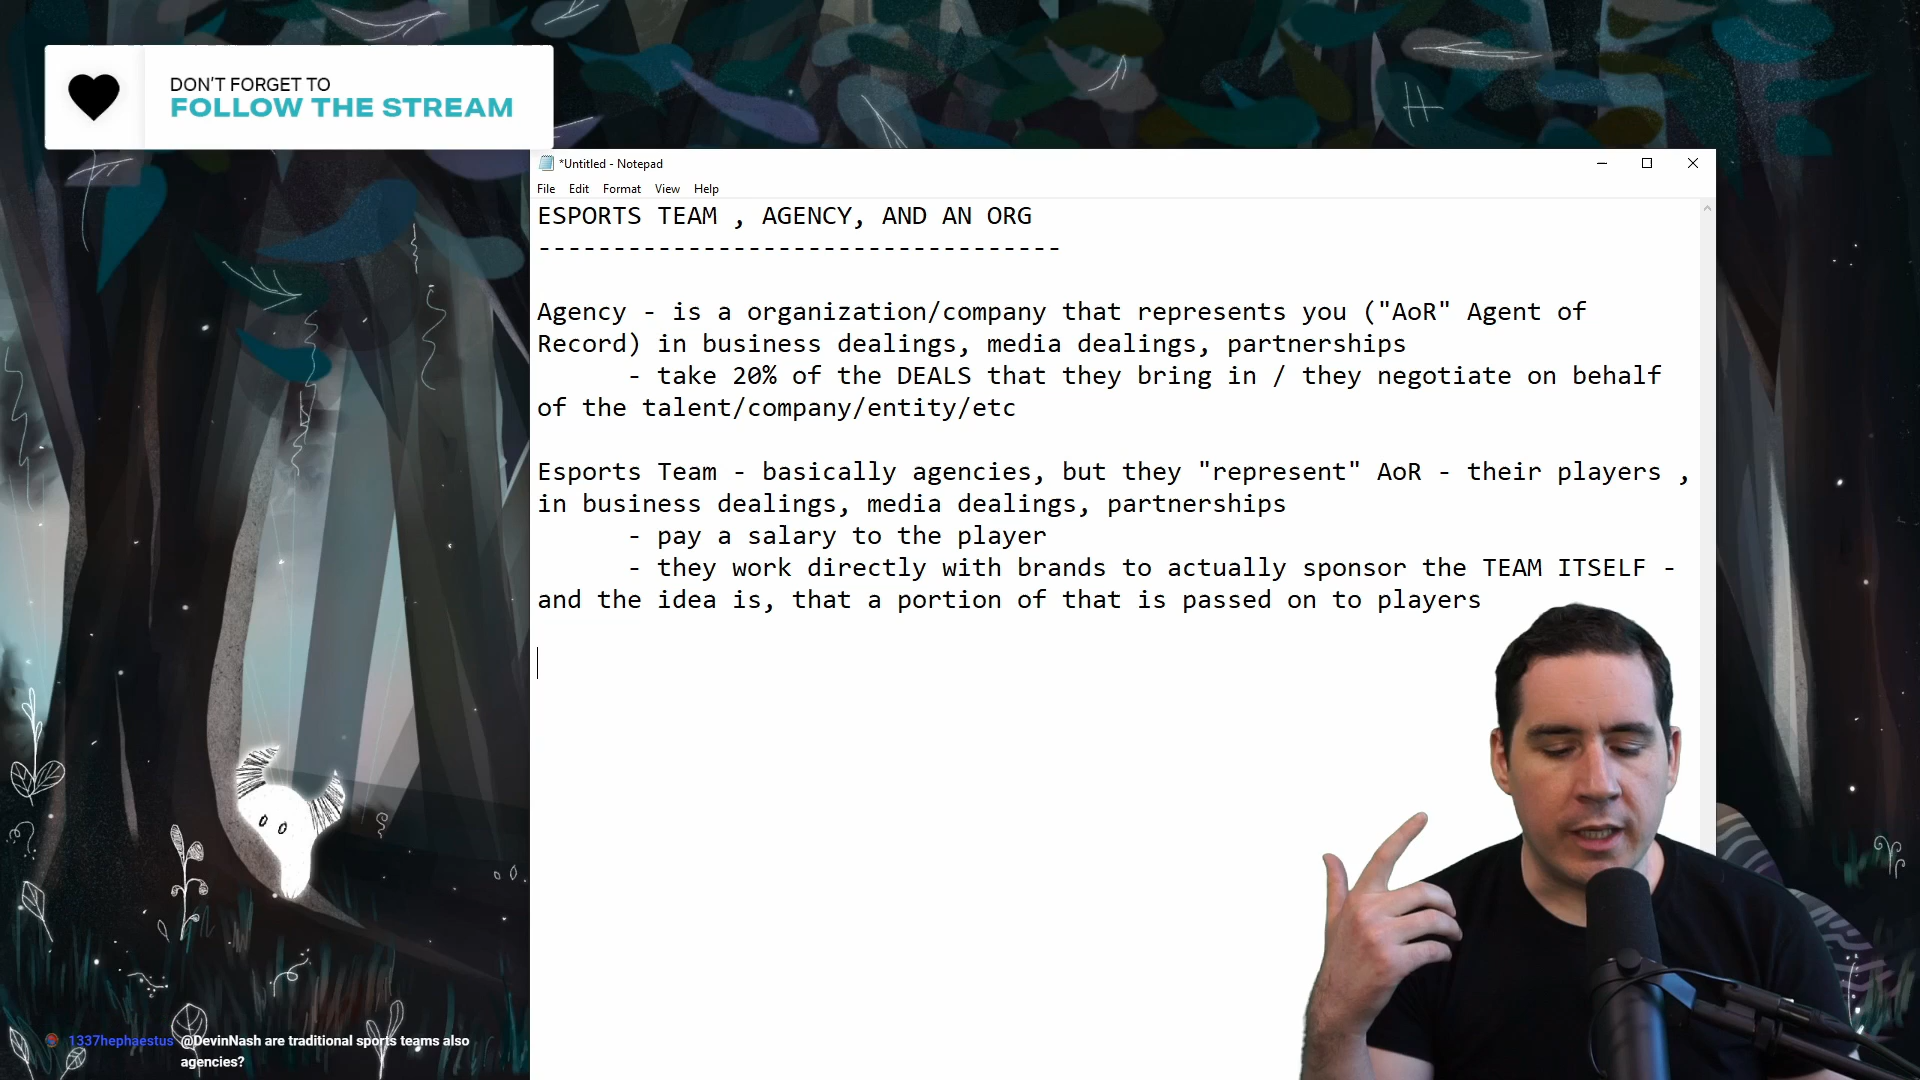 DON'T FORGET TO
FOLLOW THE STREAM
*Untitled - Notepad
File Edit Format View Help
ESPORTS TEAM , AGENCY, AND AN ORG
-----------------------------------
Agency - is a organization/company that represents you ("AoR" Agent of
Record) in business dealings, media dealings, partnerships
- take 20% of the DEALS that they bring in / they negotiate on behalf
of the talent/company/entity/etc
Esports Team - basically agencies, but they "represent" AoR - their players ,
in business dealings, media dealings, partnerships
- pay a salary to the player
- they work directly with brands to actually sponsor the TEAM ITSELF -
and the idea is, that a portion of that is passed on to players
1337hephaestus @DevinNash are traditional sports teams also
agencies?